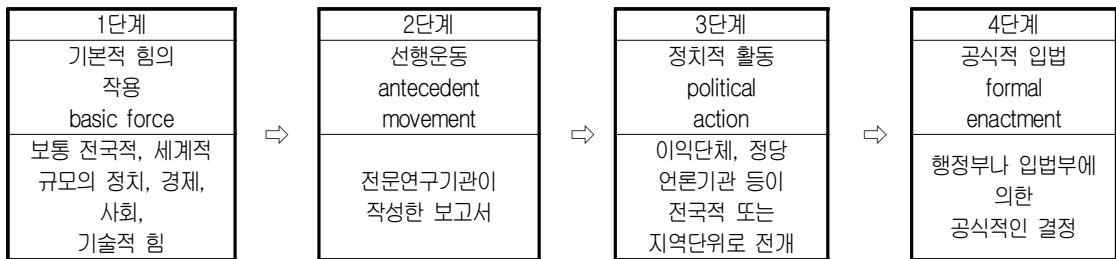 1단계
기본적 힘의
작용
basic force
보통 전국적, 세계적
규모의 정치, 경제,
사회,
기술적 힘
⇨
2단계
선행운동
antecedent
movement
전문연구기관이
작성한 보고서
⇨
3단계
정치적 활동
political
action
이익단체, 정당
언론기관 등이
전국적 또는
지역단위로 전개
⇨
4단계
공식적 입법
formal
enactment
행정부나 입법부에
의한
공식적인 결정